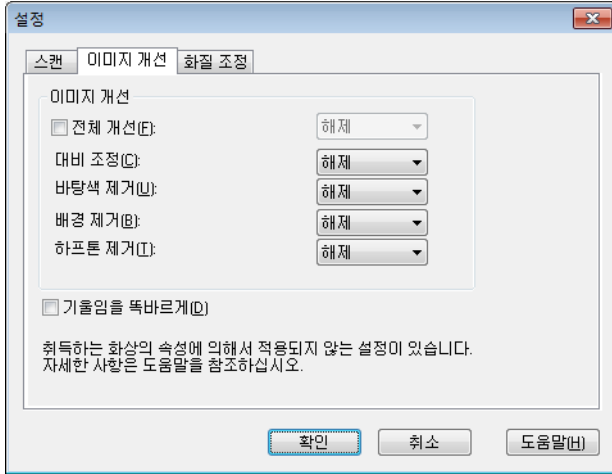 설정
스캔 이미지 개선 화질 조정
이미지 개선
전체 개선(F): 해제
대비 조정(C): 해제
바탕색 제거(U): 해제
배경 제거(B): 해제
하프톤 제거(T): 해제
기울임을 똑바르게(D)
취득하는 화상의 속성에 의해서 적용되지 않는 설정이 있습니다.
자세한 사항은 도움말을 참조하십시오.
확인 취소 도움말(H)